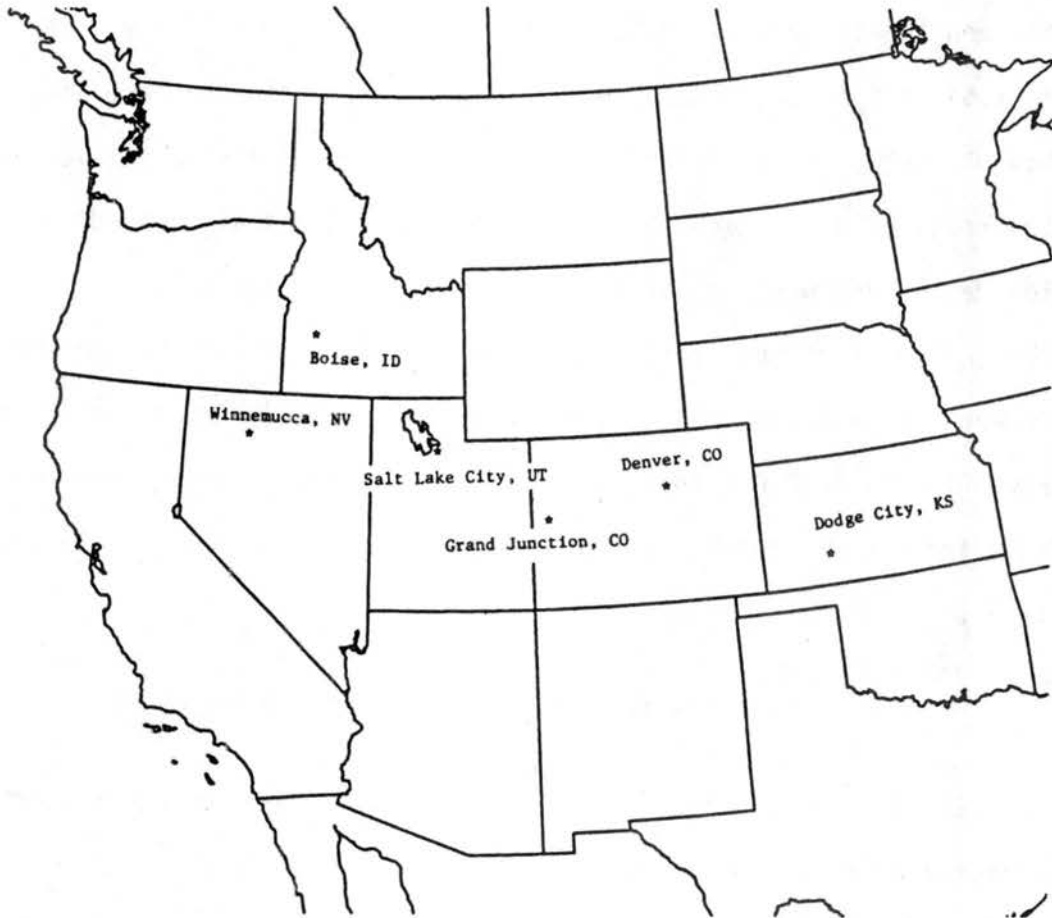 Boise, ID
Winnemucca, NV
Salt Lake City, UT
Denver, CO
Dodge City, KS
Grand Junction, CO